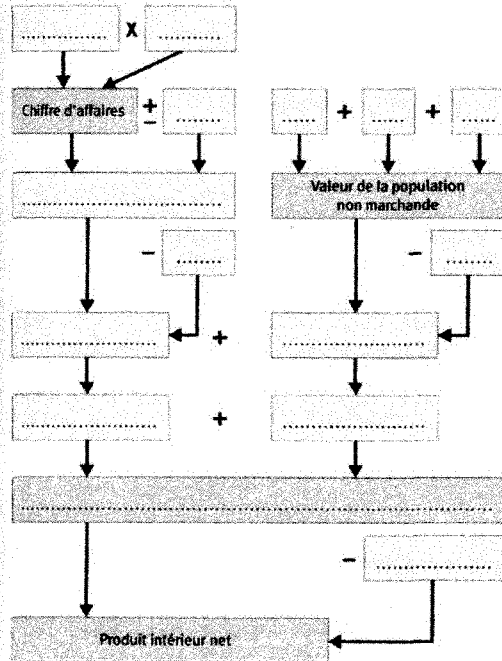 .................. X ..................
Chiffre d'affaires ± ........
....... + ....... + .......
..........................................
Valeur de la population
non marchande
- ........
- ........
........................ + ........................
........................ + ........................
................................................................................................
- ........................
Produit intérieur net